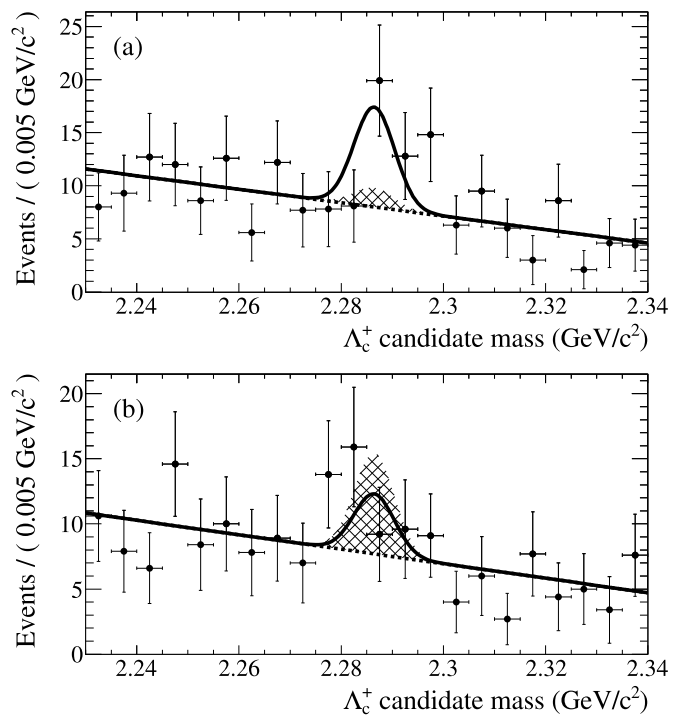 Events / ( 0.005 GeV/c²)
(a)
25
20
15
10
5
0
2.24 2.26 2.28 2.3 2.32 2.34
Λc⁺ candidate mass (GeV/c²)
Events / ( 0.005 GeV/c²)
(b)
20
15
10
5
0
2.24 2.26 2.28 2.3 2.32 2.34
Λc⁺ candidate mass (GeV/c²)